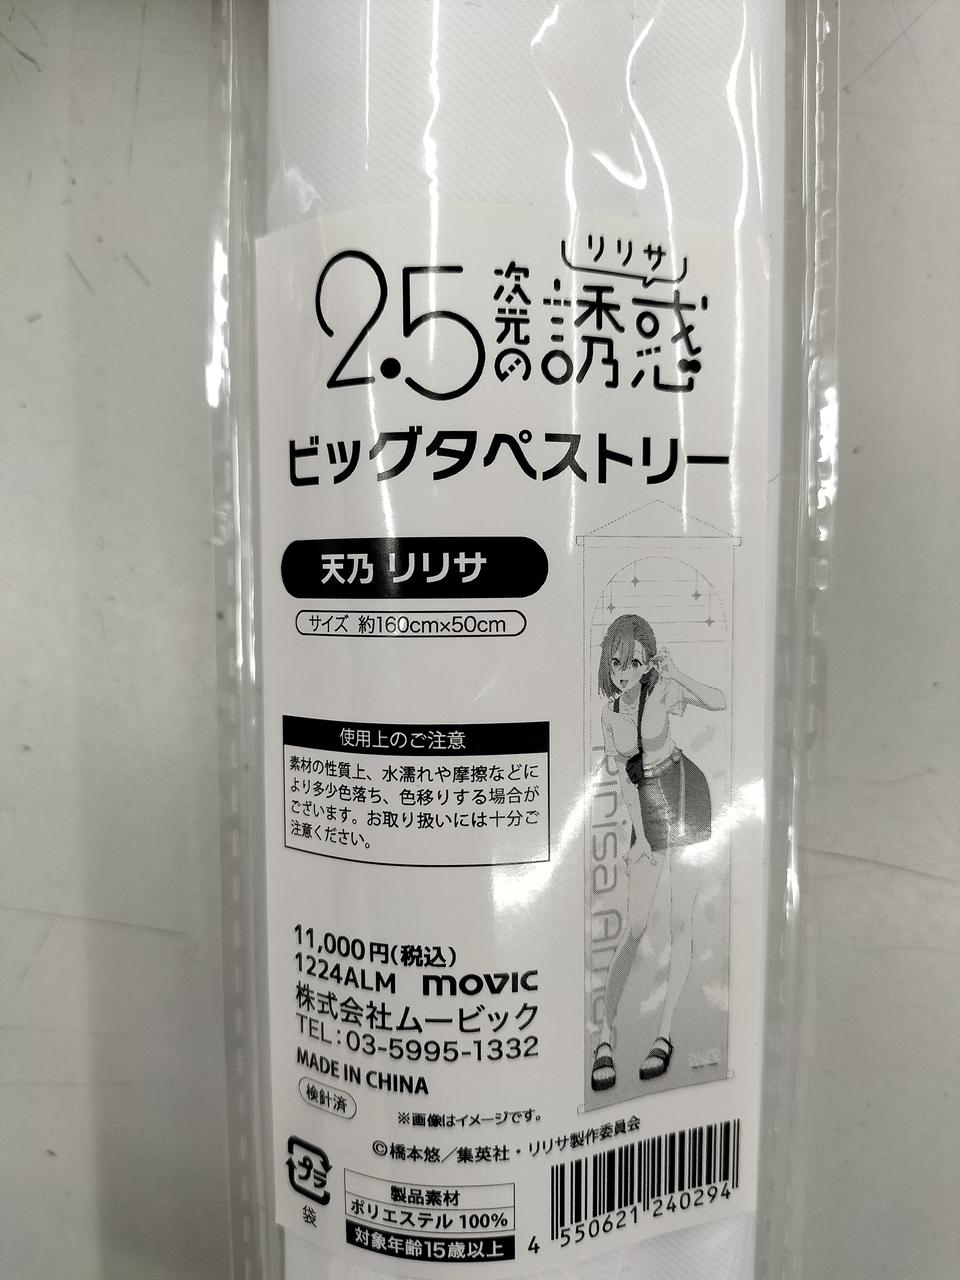 リリサ
2.5次元の誘惑
ビッグタペストリー
天乃 リリサ
サイズ 約160cm×50cm
使用上のご注意
素材の性質上、水濡れや摩擦などに
より多少色落ち、色移りする場合が
ございます。お取り扱いには十分ご
注意ください。
Ririsa Amano
11,000円(税込)
1224ALM movic
株式会社ムービック
TEL:03-5995-1332
MADE IN CHINA
検針済
※画像はイメージです。
©橋本悠/集英社・リリサ製作委員会
プラ
袋
製品素材
ポリエステル 100%
対象年齢15歳以上
4 550621 240294